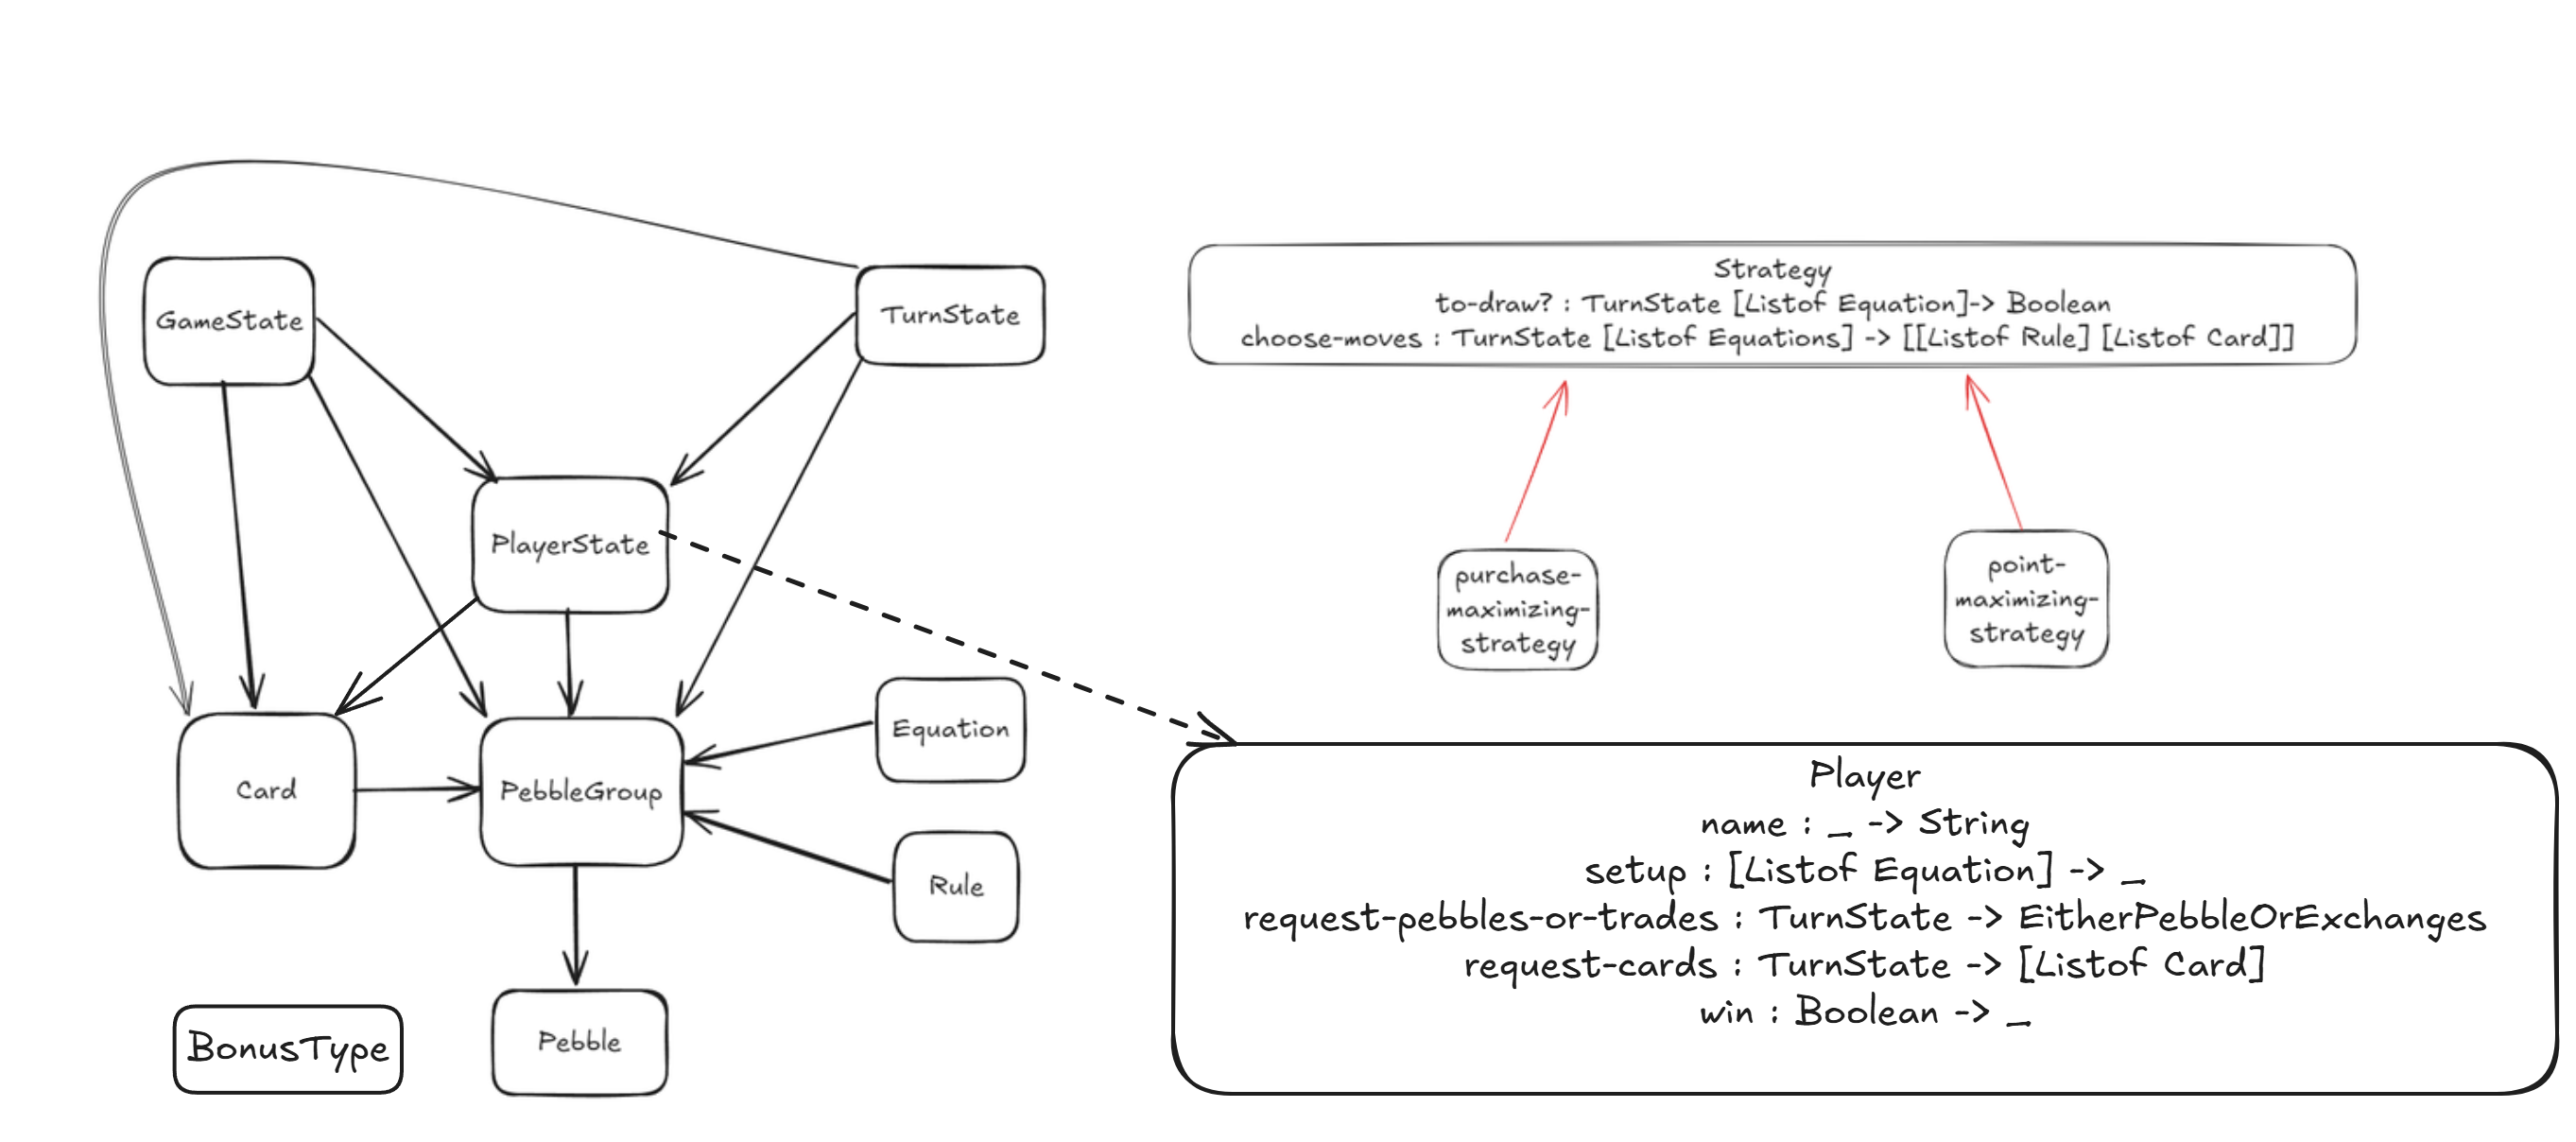 GameState
TurnState
Strategy
to-draw? : TurnState [Listof Equation]-> Boolean
choose-moves : TurnState [Listof Equations] -> [[Listof Rule] [Listof Card]]
PlayerState
purchase-
maximizing-
strategy
point-
maximizing-
strategy
Equation
Card
PebbleGroup
Rule
Player
name : _ -> String
setup : [Listof Equation] -> _
request-pebbles-or-trades : TurnState -> EitherPebbleOrExchanges
request-cards : TurnState -> [Listof Card]
win : Boolean -> _
BonusType
Pebble